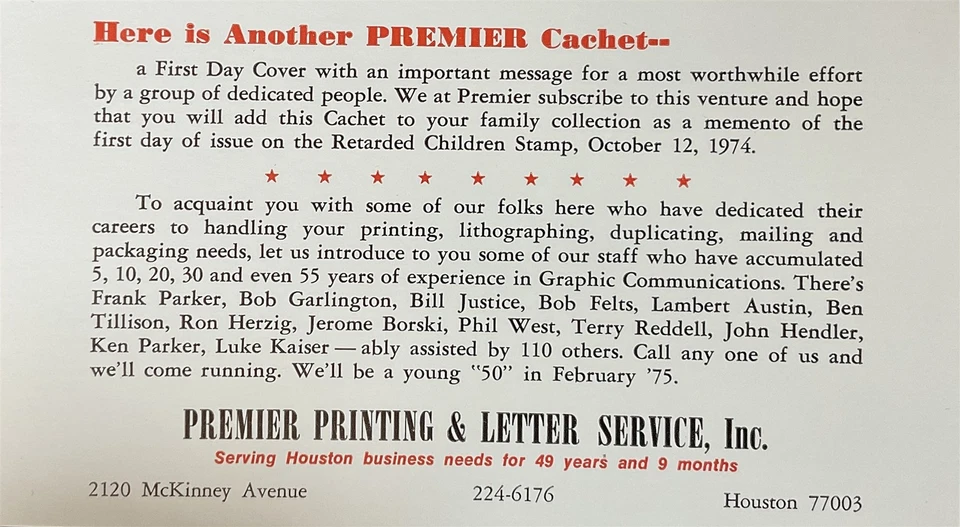 Here is Another PREMIER Cachet--
a First Day Cover with an important message for a most worthwhile effort
by a group of dedicated people. We at Premier subscribe to this venture and hope
that you will add this Cachet to your family collection as a memento of the
first day of issue on the Retarded Children Stamp, October 12, 1974.
★ ★ ★ ★ ★ ★ ★ ★ ★
To acquaint you with some of our folks here who have dedicated their
careers to handling your printing, lithographing, duplicating, mailing and
packaging needs, let us introduce to you some of our staff who have accumulated
5, 10, 20, 30 and even 55 years of experience in Graphic Communications. There's
Frank Parker, Bob Garlington, Bill Justice, Bob Felts, Lambert Austin, Ben
Tillison, Ron Herzig, Jerome Borski, Phil West, Terry Reddell, John Hendler,
Ken Parker, Luke Kaiser — ably assisted by 110 others. Call any one of us and
we'll come running. We'll be a young "50" in February '75.
PREMIER PRINTING & LETTER SERVICE, Inc.
Serving Houston business needs for 49 years and 9 months
2120 McKinney Avenue 224-6176 Houston 77003